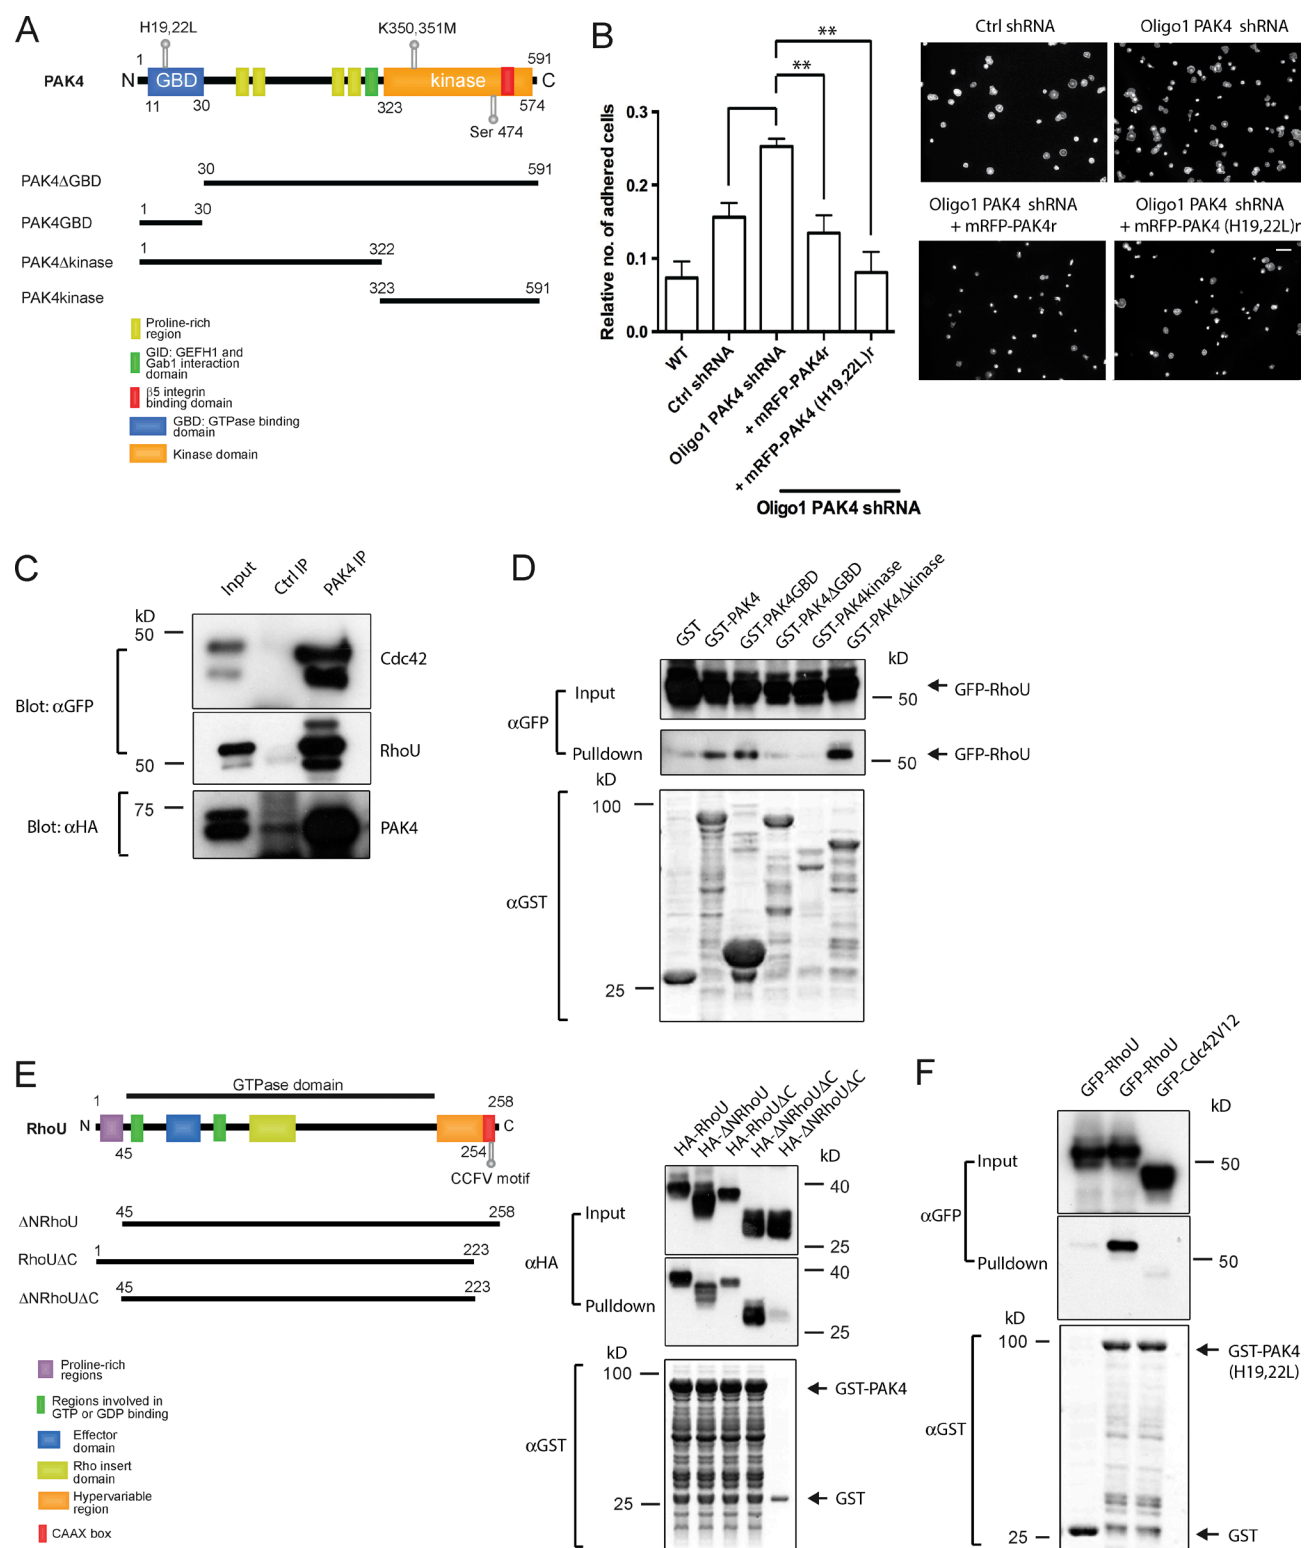 A
H19,22L
K350,351M
1
591
PAK4
N
GBD
kinase
C
11
30
323
574
Ser 474
30
591
PAK4ΔGBD
1
30
PAK4GBD
1
322
PAK4Δkinase
323
591
PAK4kinase
Proline-rich
region
GID: GEFH1 and
Gab1 interaction
domain
β5 integrin
binding domain
GBD: GTPase binding
domain
Kinase domain
B
**
**
Relative no. of adhered cells
0.3
0.2
0.1
0.0
WT
Ctrl shRNA
Oligo1 PAK4 shRNA
+ mRFP-PAK4r
+ mRFP-PAK4 (H19,22L)r
Oligo1 PAK4 shRNA
Ctrl shRNA
Oligo1 PAK4 shRNA
Oligo1 PAK4 shRNA
+ mRFP-PAK4r
Oligo1 PAK4 shRNA
+ mRFP-PAK4 (H19,22L)r
C
Input
Ctrl IP
PAK4 IP
kD
50
Cdc42
Blot: αGFP
RhoU
50
75
Blot: αHA
PAK4
D
GST
GST-PAK4
GST-PAK4GBD
GST-PAK4ΔGBD
GST-PAK4kinase
GST-PAK4Δkinase
kD
Input
50
GFP-RhoU
αGFP
Pulldown
50
GFP-RhoU
kD
100
αGST
25
E
GTPase domain
1
258
RhoU
N
C
45
254
CCFV motif
45
258
ΔNRhoU
1
223
RhoUΔC
45
223
ΔNRhoUΔC
Proline-rich
regions
Regions involved in
GTP or GDP binding
Effector
domain
Rho insert
domain
Hypervariable
region
CAAX box
HA-RhoU
HA-ΔNRhoU
HA-RhoUΔC
HA-ΔNRhoUΔC
HA-ΔNRhoUΔC
kD
40
Input
25
αHA
40
Pulldown
25
kD
100
GST-PAK4
αGST
25
GST
F
GFP-RhoU
GFP-RhoU
GFP-Cdc42V12
kD
Input
50
αGFP
Pulldown
50
kD
100
GST-PAK4
(H19,22L)
αGST
25
GST